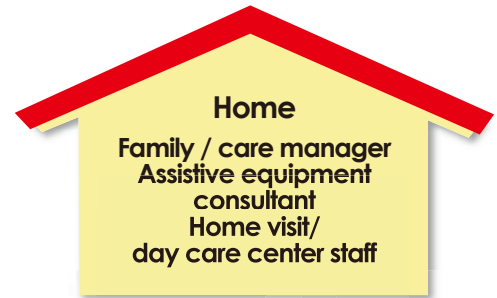 Home
Family / care manager
Assistive equipment
consultant
Home visit/
day care center staff